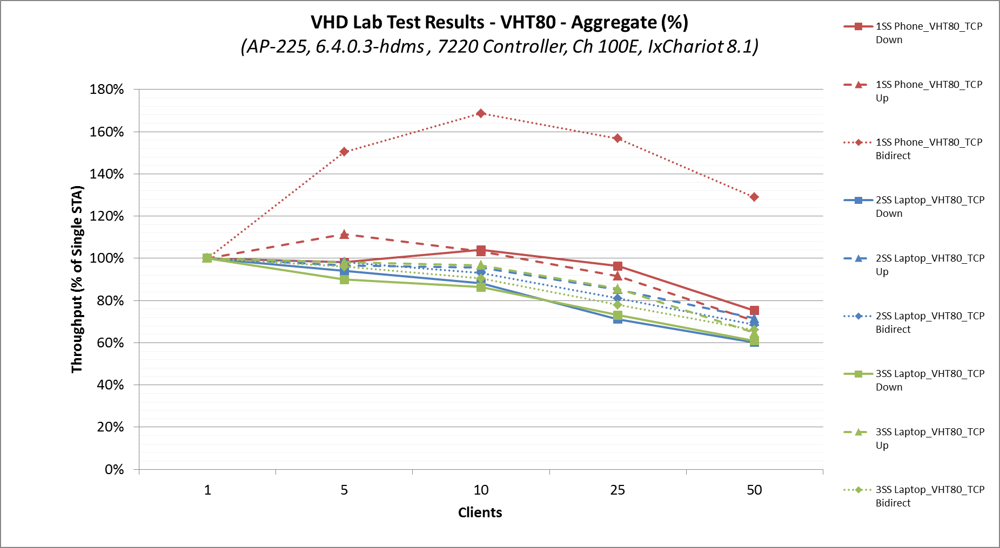 VHD Lab Test Results - VHT80 - Aggregate (%)
(AP-225, 6.4.0.3-hdms , 7220 Controller, Ch 100E, IxChariot 8.1)
180%
160%
140%
120%
100%
80%
60%
40%
20%
0%
Throughput (% of Single STA)
1
5
10
25
50
Clients
1SS Phone_VHT80_TCP
Down
1SS Phone_VHT80_TCP
Up
1SS Phone_VHT80_TCP
Bidirect
2SS Laptop_VHT80_TCP
Down
2SS Laptop_VHT80_TCP
Up
2SS Laptop_VHT80_TCP
Bidirect
3SS Laptop_VHT80_TCP
Down
3SS Laptop_VHT80_TCP
Up
3SS Laptop_VHT80_TCP
Bidirect